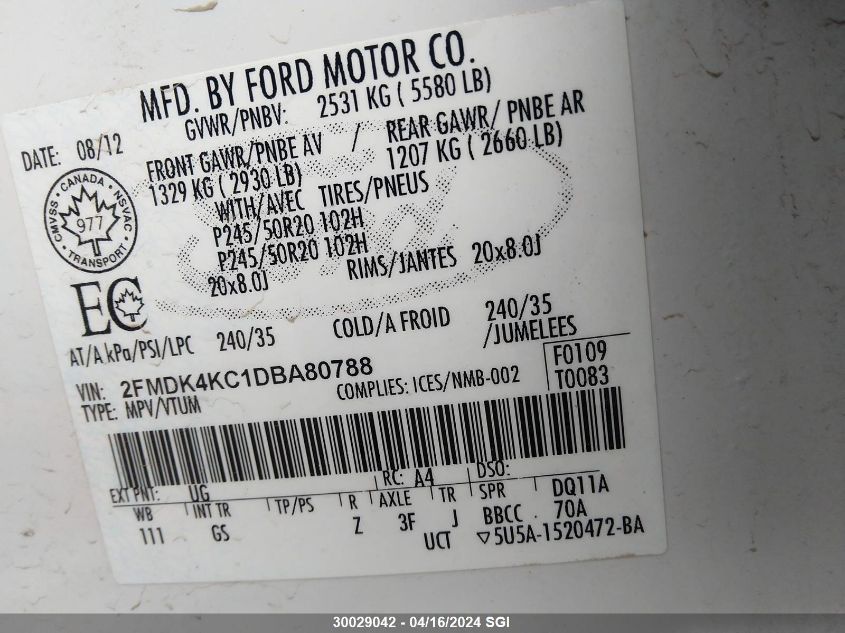 MFD. BY FORD MOTOR CO.
DATE: 08/12
GVWR/PNBV: 2531 KG ( 5580 LB)
FRONT GAWR/PNBE AV / REAR GAWR/ PNBE AR
1329 KG ( 2930 LB) 1207 KG ( 2660 LB)
WITH/AVEC TIRES/PNEUS
P245/50R20 102H
P245/50R20 102H
RIMS/JANTES 20x8.0J
20x8.0J
CANADA · NSVAC · TRANSPORT · CMVSS
977
EC
AT/A kPa/PSI/LPC 240/35 COLD/A FROID 240/35
/JUMELEES
VIN: 2FMDK4KC1DBA80788
TYPE: MPV/VTUM
COMPLIES: ICES/NMB-002
F0109
T0083
EXT PNT: UG RC: A4 DSO:
WB INT TR TP/PS R AXLE TR SPR DQ11A
111 GS Z 3F J BBCC 70A
UCT ▽5U5A-1520472-BA
30029042 - 04/16/2024 SGI